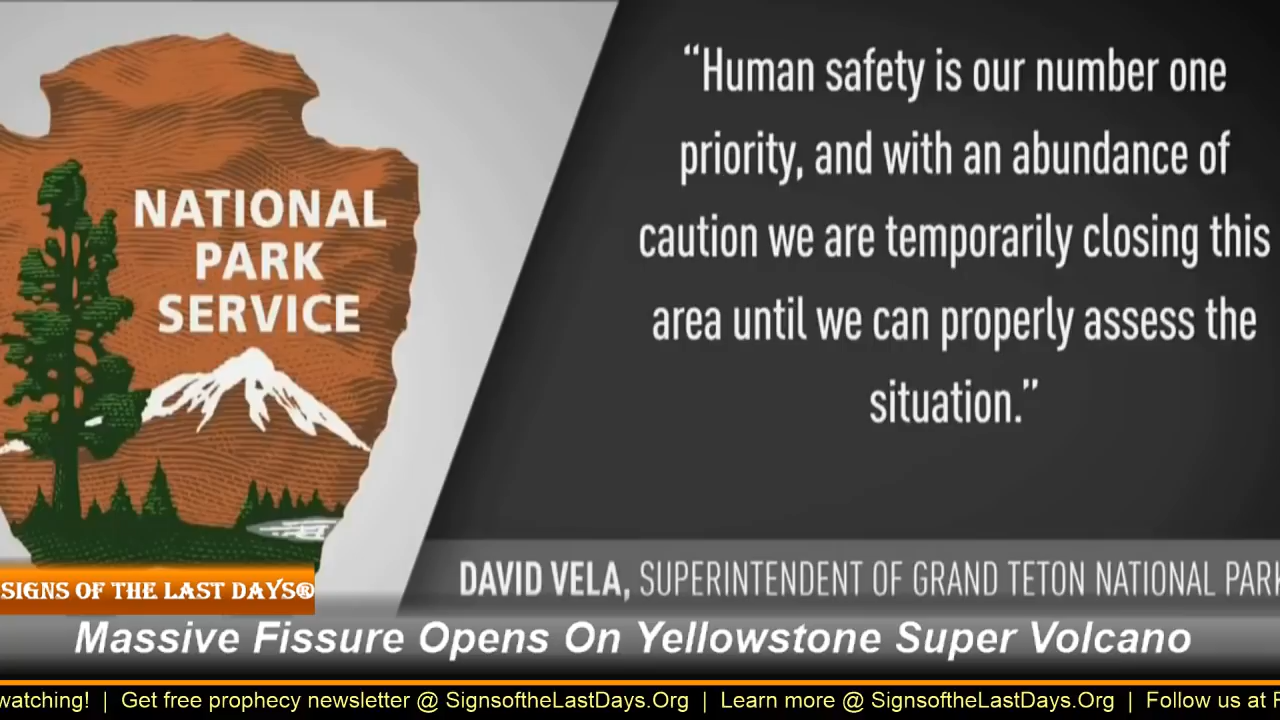 “Human safety is our number one
priority, and with an abundance of
caution we are temporarily closing this
area until we can properly assess the
situation.”
NATIONAL
PARK
SERVICE
DAVID VELA, SUPERINTENDENT OF GRAND TETON NATIONAL PARK
SIGNS OF THE LAST DAYS®
Massive Fissure Opens On Yellowstone Super Volcano
watching! | Get free prophecy newsletter @ SignsoftheLastDays.Org | Learn more @ SignsoftheLastDays.Org | Follow us at